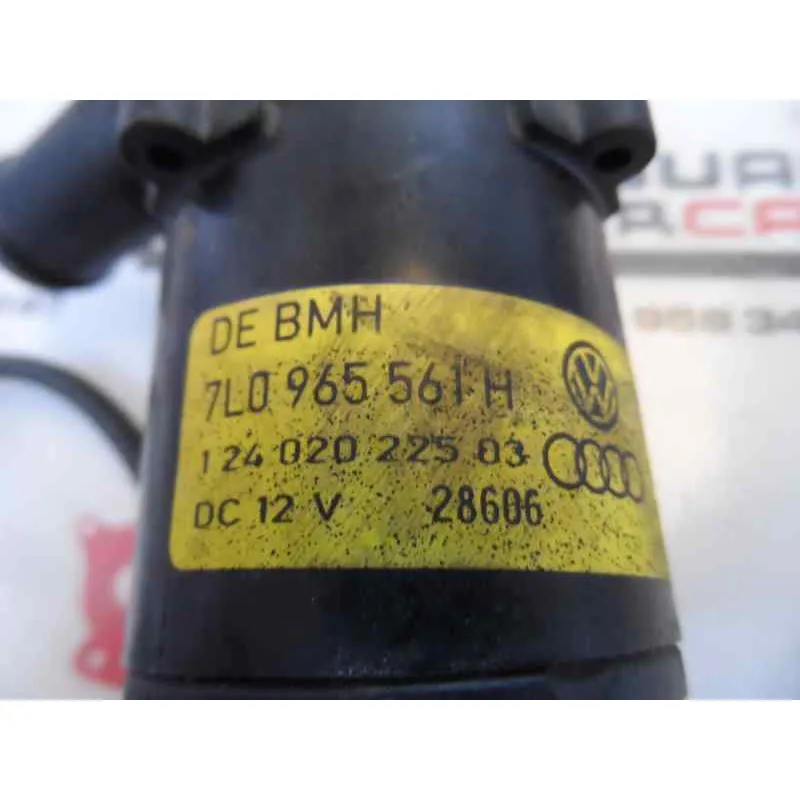 DE BMH
7L0 965 561 H
1 24 020 225 03
DC 12 V 28606